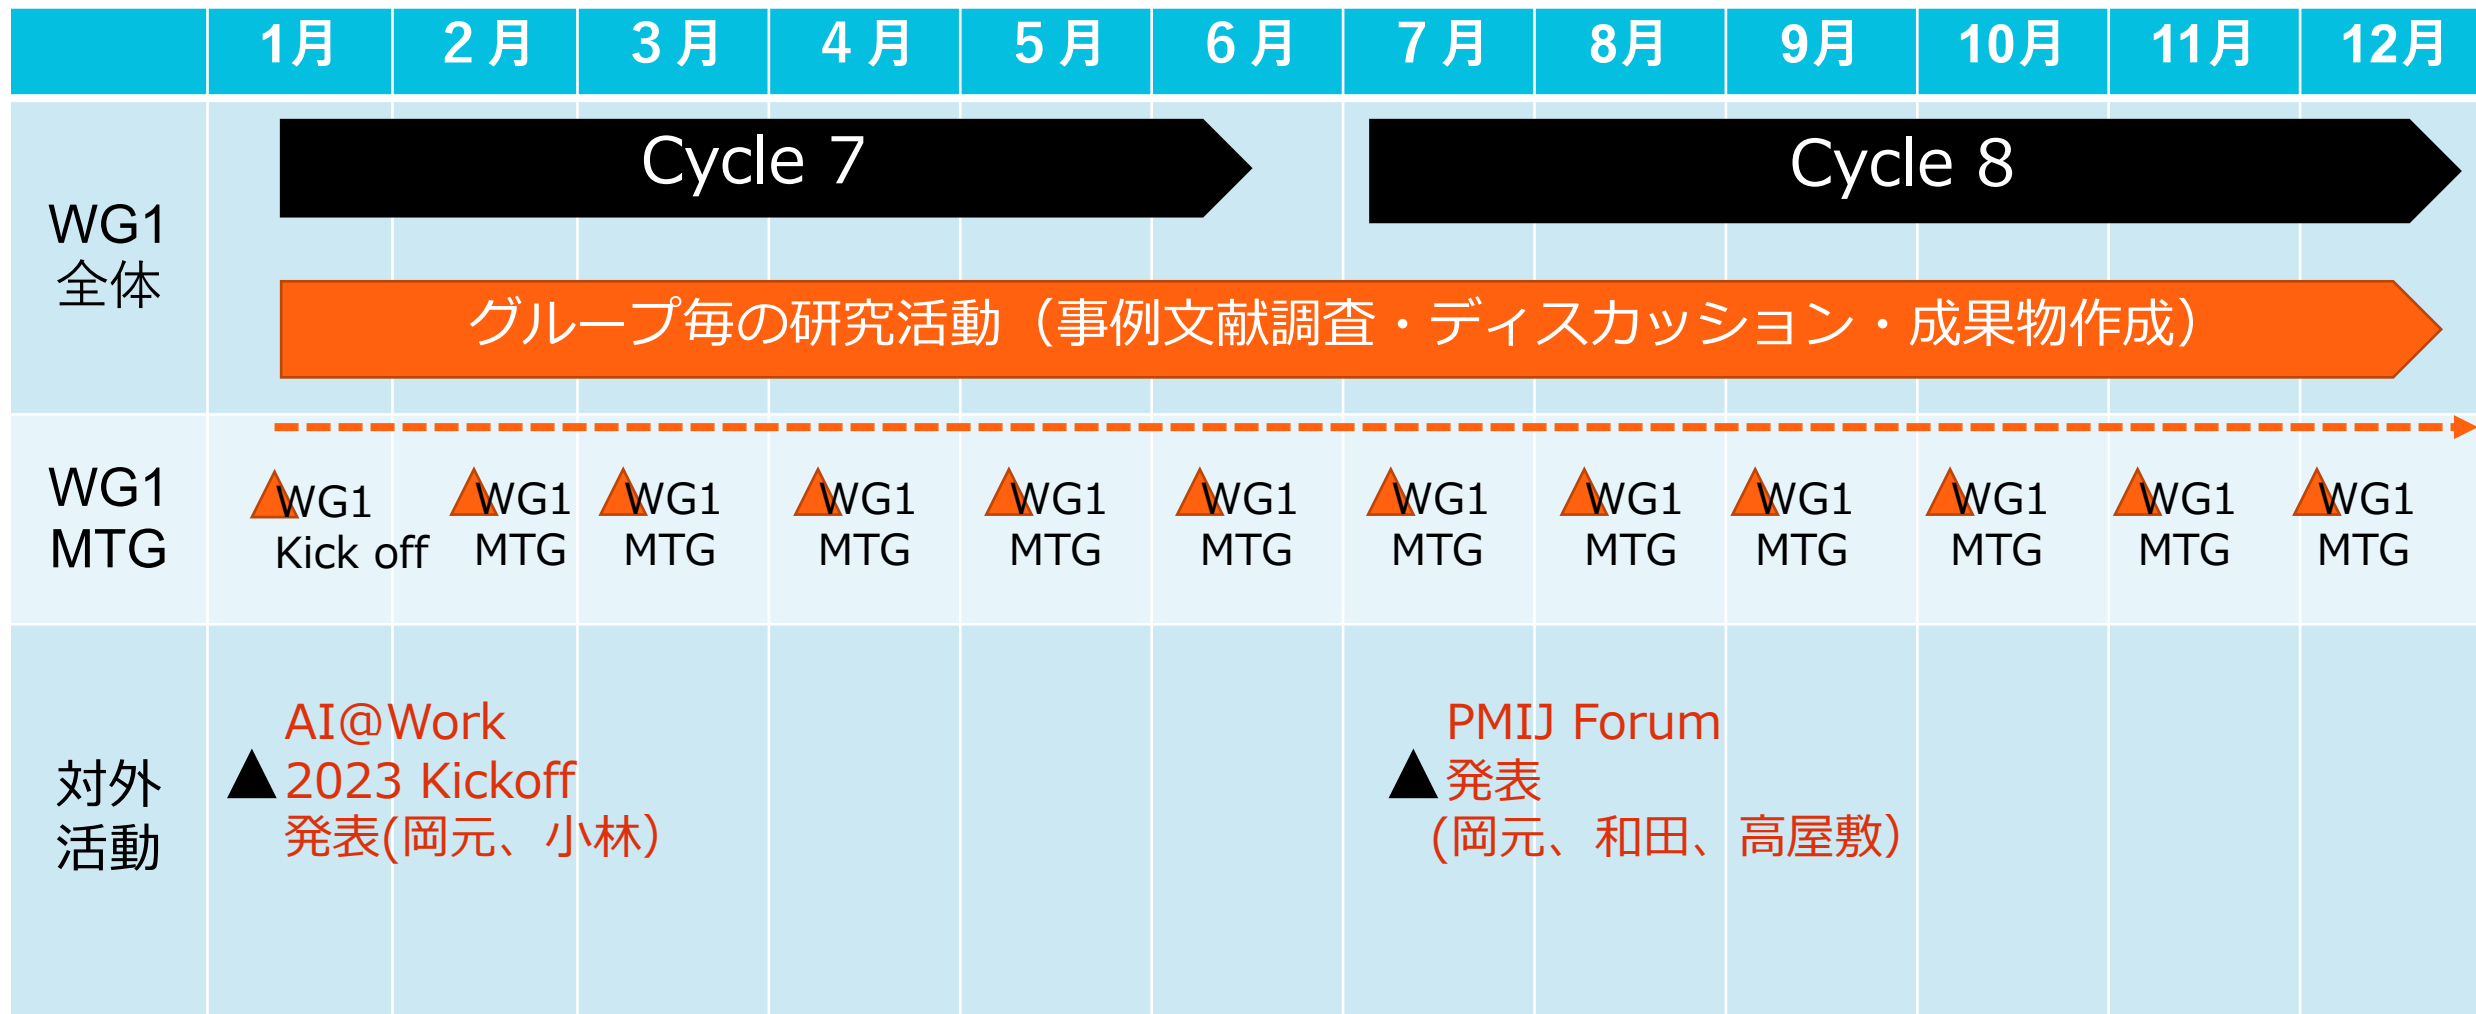 1月 2月 3月 4月 5月 6月 7月 8月 9月 10月 11月 12月
WG1
全体
Cycle 7
Cycle 8
グループ毎の研究活動（事例文献調査・ディスカッション・成果物作成）
WG1
MTG
WG1
Kick off
WG1
MTG
WG1
MTG
WG1
MTG
WG1
MTG
WG1
MTG
WG1
MTG
WG1
MTG
WG1
MTG
WG1
MTG
WG1
MTG
WG1
MTG
対外
活動
AI@Work
2023 Kickoff
発表(岡元、小林）
PMIJ Forum
発表
(岡元、和田、高屋敷）